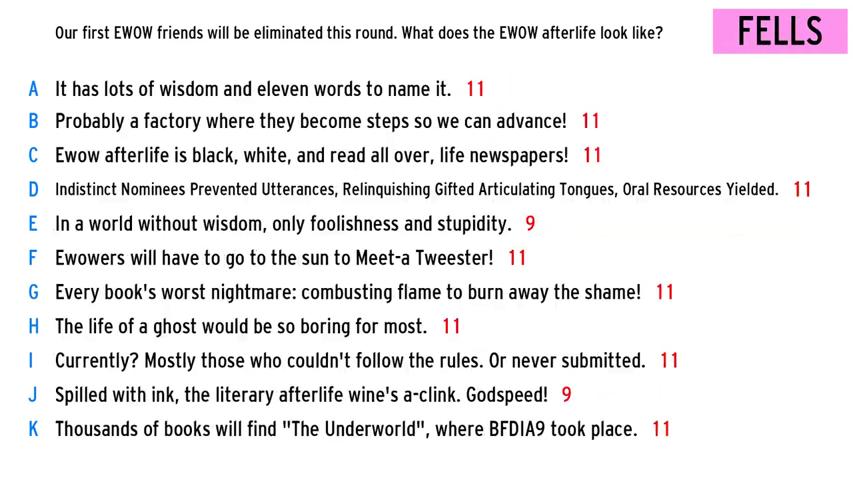 Our first EWOW friends will be eliminated this round. What does the EWOW afterlife look like?
FELLS
A It has lots of wisdom and eleven words to name it. 11
B Probably a factory where they become steps so we can advance! 11
C Ewow afterlife is black, white, and read all over, life newspapers! 11
D Indistinct Nominees Prevented Utterances, Relinquishing Gifted Articulating Tongues, Oral Resources Yielded. 11
E In a world without wisdom, only foolishness and stupidity. 9
F Ewowers will have to go to the sun to Meet-a Tweester! 11
G Every book's worst nightmare: combusting flame to burn away the shame! 11
H The life of a ghost would be so boring for most. 11
I Currently? Mostly those who couldn't follow the rules. Or never submitted. 11
J Spilled with ink, the literary afterlife wine's a-clink. Godspeed! 9
K Thousands of books will find "The Underworld", where BFDIA9 took place. 11